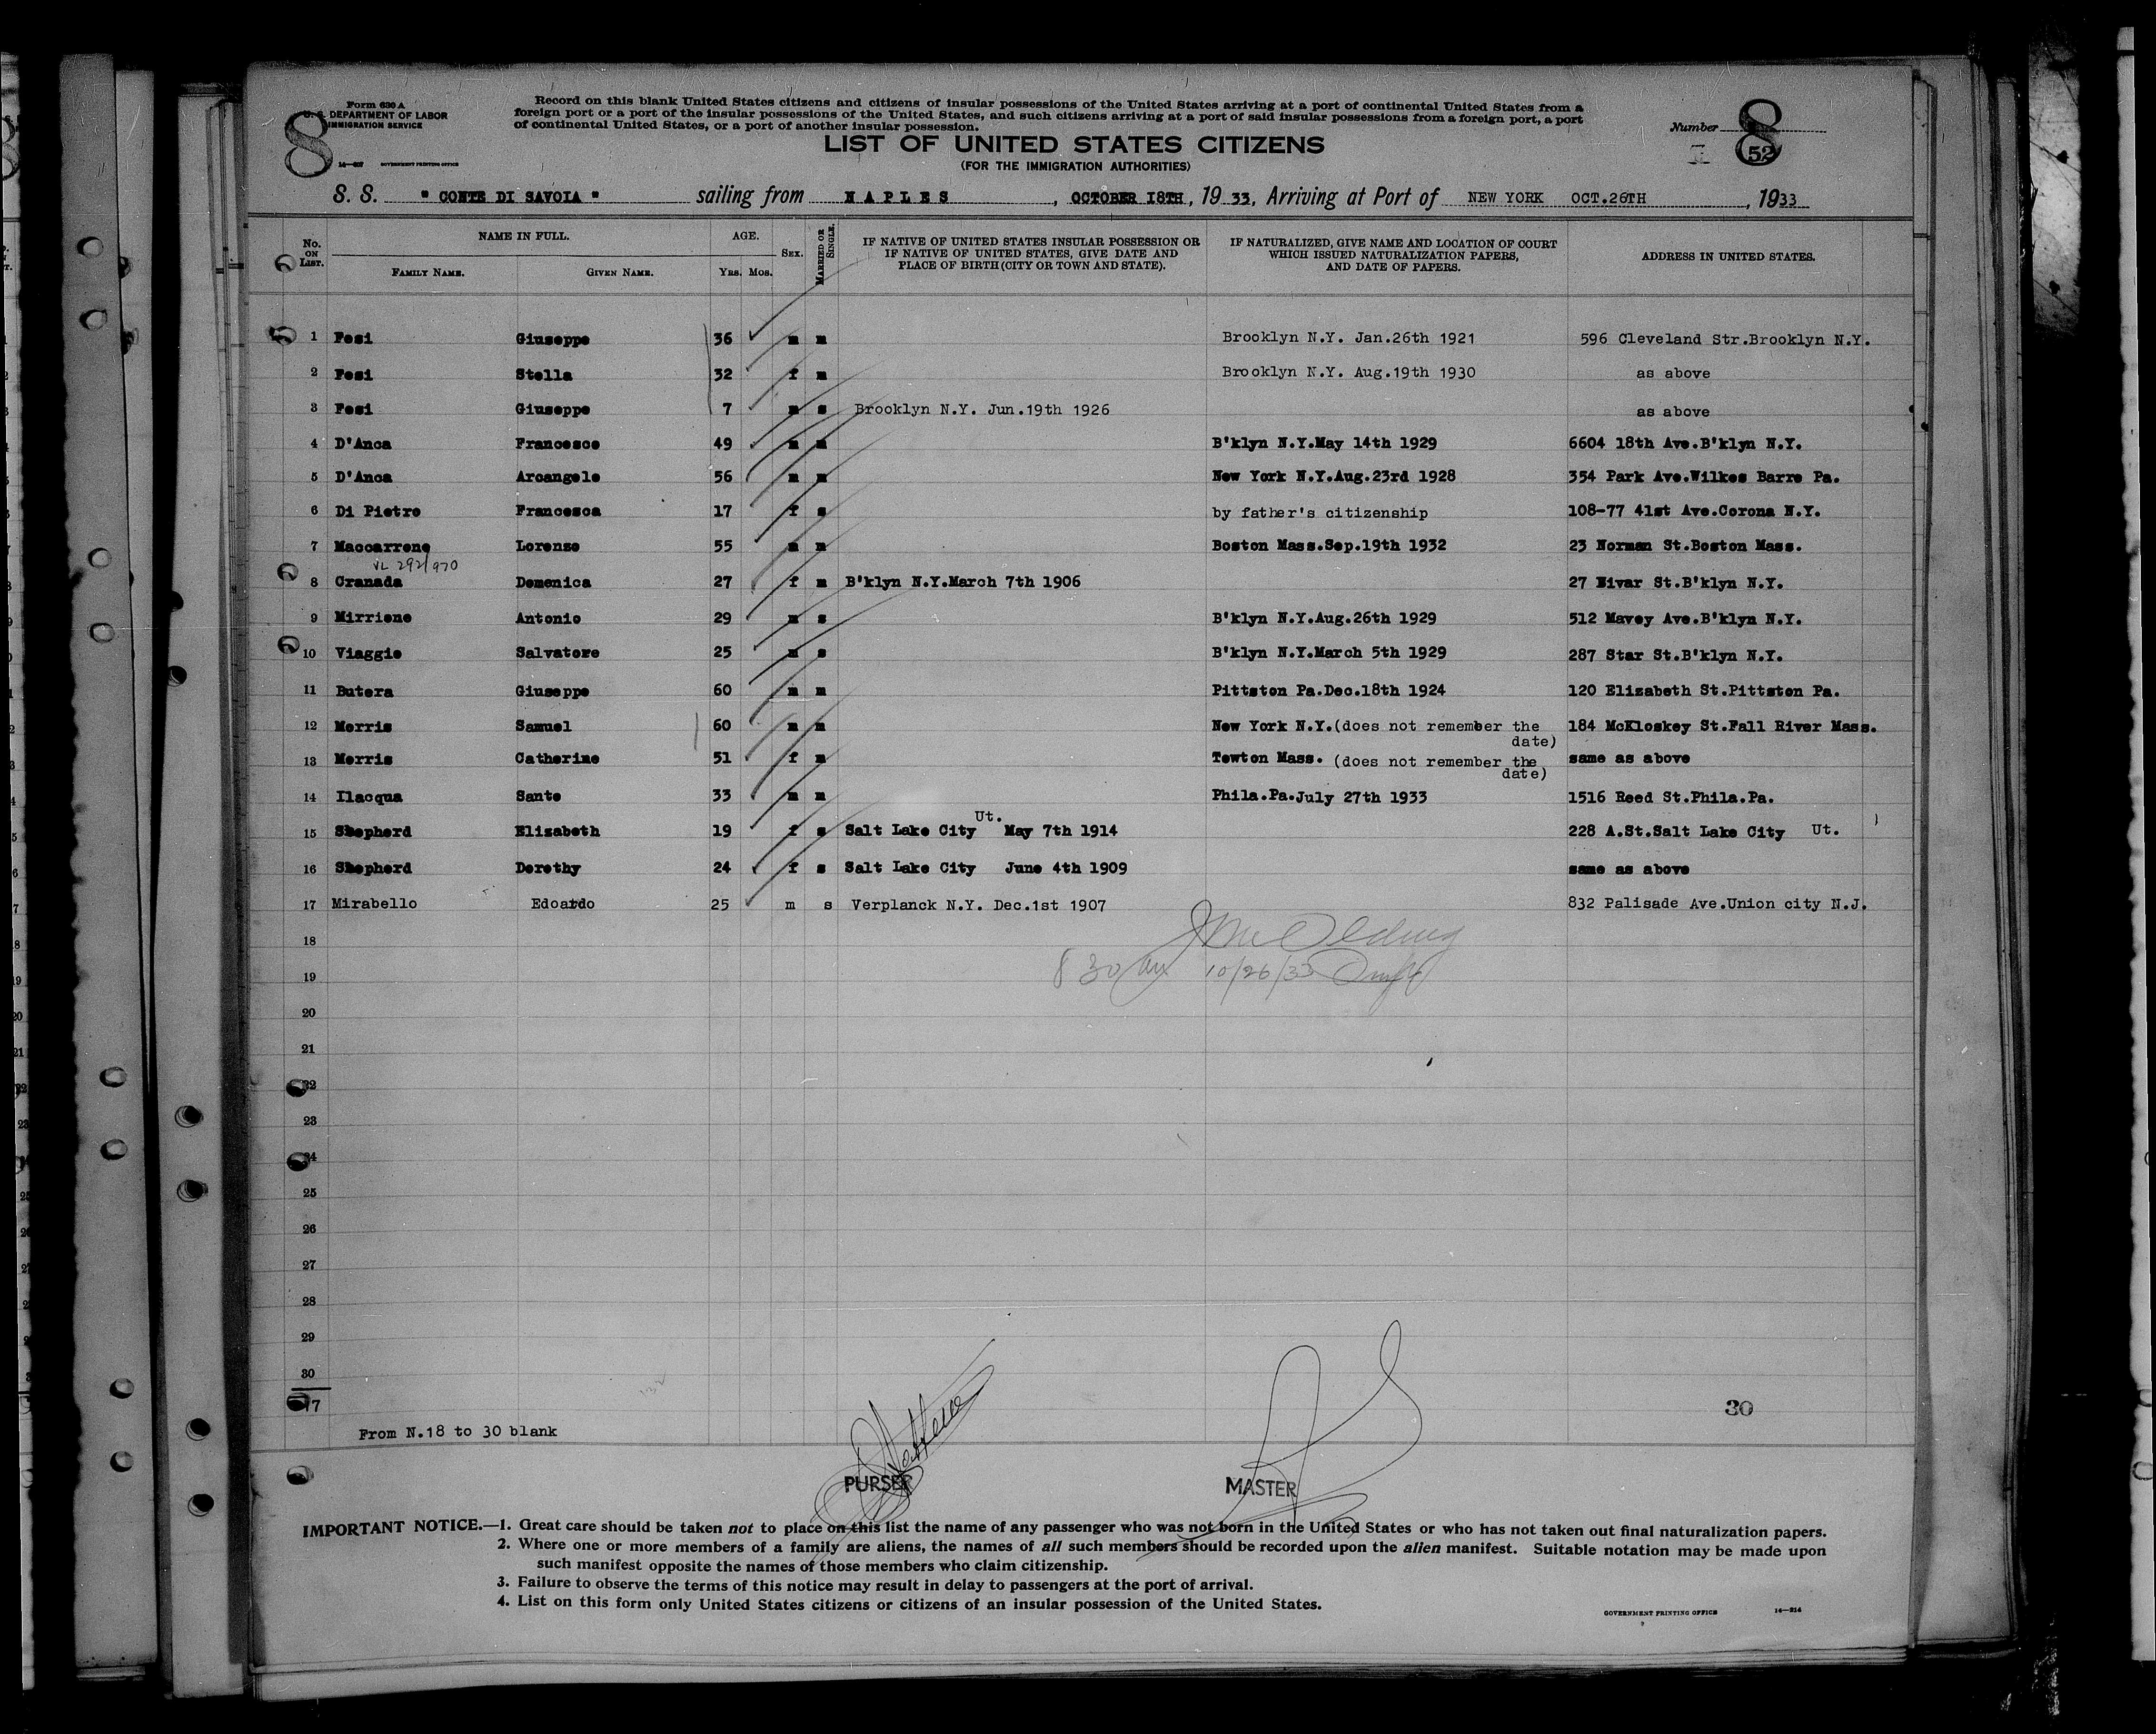 Form 630 A
U. S. DEPARTMENT OF LABOR
IMMIGRATION SERVICE
8
GOVERNMENT PRINTING OFFICE
Record on this blank United States citizens and citizens of insular possessions of the United States arriving at a port of continental United States from a
foreign port or a port of the insular possessions of the United States, and such citizens arriving at a port of said insular possessions from a foreign port, a port
of continental United States, or a port of another insular possession.
Number 8
52
LIST OF UNITED STATES CITIZENS
(FOR THE IMMIGRATION AUTHORITIES)
S. S. " CONTE DI SAVOIA " sailing from NAPLES, OCTOBER 18TH, 1933, Arriving at Port of NEW YORK OCT.26TH, 1933
No. ON LIST. NAME IN FULL. FAMILY NAME. GIVEN NAME. AGE. YRS. MOS. SEX. MARRIED OR SINGLE. IF NATIVE OF UNITED STATES INSULAR POSSESSION OR IF NATIVE OF UNITED STATES, GIVE DATE AND PLACE OF BIRTH (CITY OR TOWN AND STATE). IF NATURALIZED, GIVE NAME AND LOCATION OF COURT WHICH ISSUED NATURALIZATION PAPERS, AND DATE OF PAPERS. ADDRESS IN UNITED STATES.
1 Fesi Giuseppe 36 m m Brooklyn N.Y. Jan.26th 1921 596 Cleveland Str.Brooklyn N.Y.
2 Fesi Stella 32 f m Brooklyn N.Y. Aug.19th 1930 as above
3 Fesi Giuseppe 7 m s Brooklyn N.Y. Jun.19th 1926 as above
4 D'Anca Francesco 49 m m B'klyn N.Y.May 14th 1929 6604 18th Ave.B'klyn N.Y.
5 D'Anca Arcangelo 56 m m New York N.Y.Aug.23rd 1928 354 Park Ave.Wilkes Barre Pa.
6 Di Pietro Francesca 17 f s by father's citizenship 108-77 41st Ave.Corona N.Y.
7 Maccarrone Lorenzo 55 m m Boston Mass.Sep.19th 1932 23 Norman St.Boston Mass.
VL 292/970
8 Cranada Domenica 27 f m B'klyn N.Y.March 7th 1906 27 Nivar St.B'klyn N.Y.
9 Mirrione Antonio 29 m s B'klyn N.Y.Aug.26th 1929 512 Mavey Ave.B'klyn N.Y.
10 Viaggio Salvatore 25 m s B'klyn N.Y.March 5th 1929 287 Star St.B'klyn N.Y.
11 Butera Giuseppe 60 m m Pittston Pa.Dec.18th 1924 120 Elizabeth St.Pittston Pa.
12 Morris Samuel 60 m m New York N.Y.(does not remember the date) 184 McKloskey St.Fall River Mass.
13 Morris Catherine 51 f m Towton Mass. (does not remember the date) same as above
14 Ilacqua Santo 33 m m Phila.Pa.July 27th 1933 1516 Reed St.Phila.Pa.
15 Shepherd Elizabeth 19 f s Salt Lake City Ut. May 7th 1914 228 A.St.Salt Lake City Ut.
16 Shepherd Dorothy 24 f s Salt Lake City June 4th 1909 same as above
17 Mirabello Edoardo 25 m s Verplanck N.Y. Dec.1st 1907 832 Palisade Ave.Union city N.J.
18
8 30 am 10/26/33
19
20
21
22
23
24
25
26
27
28
29
30
17
30
From N.18 to 30 blank
PURSER
MASTER
IMPORTANT NOTICE.—1. Great care should be taken not to place on this list the name of any passenger who was not born in the United States or who has not taken out final naturalization papers.
2. Where one or more members of a family are aliens, the names of all such members should be recorded upon the alien manifest. Suitable notation may be made upon
such manifest opposite the names of those members who claim citizenship.
3. Failure to observe the terms of this notice may result in delay to passengers at the port of arrival.
4. List on this form only United States citizens or citizens of an insular possession of the United States.
GOVERNMENT PRINTING OFFICE 14—214